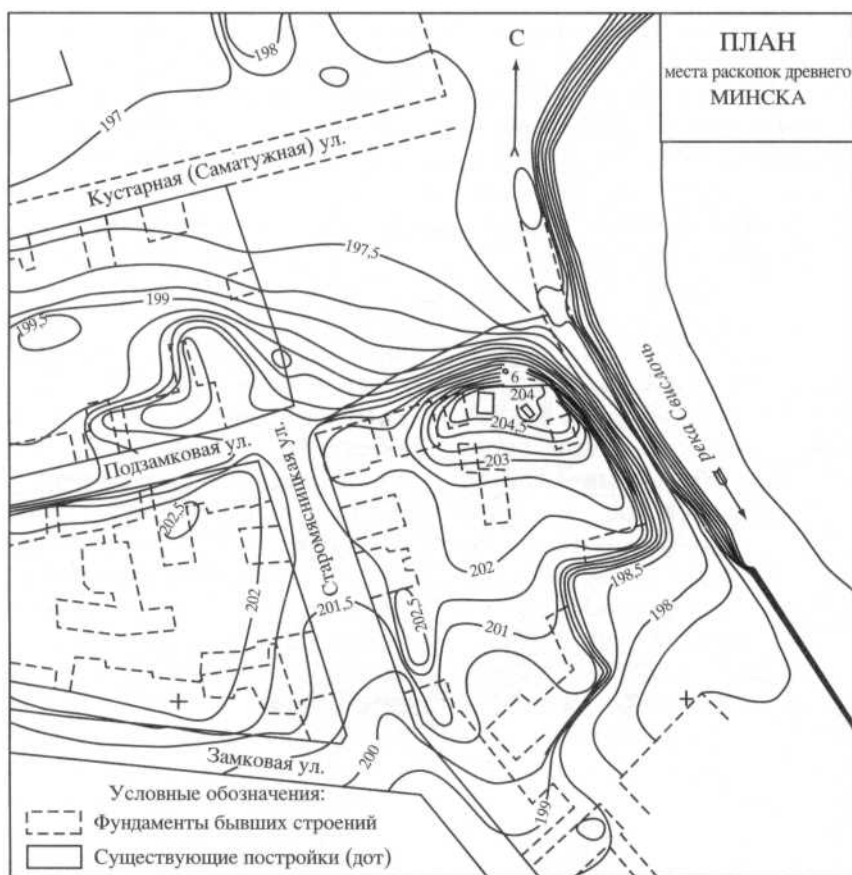 ПЛАН
места раскопок древнего
МИНСКА
С
198
197
Кустарная (Саматужная) ул.
197,5
199
199,5
6
204
204,5
203
река Свислочь
Подзамковая ул.
Старомясницкая ул.
202,5
202
198,5
202
201,5
202,5
201
198
Замковая ул.
200
199
Условные обозначения:
Фундаменты бывших строений
Существующие постройки (дот)